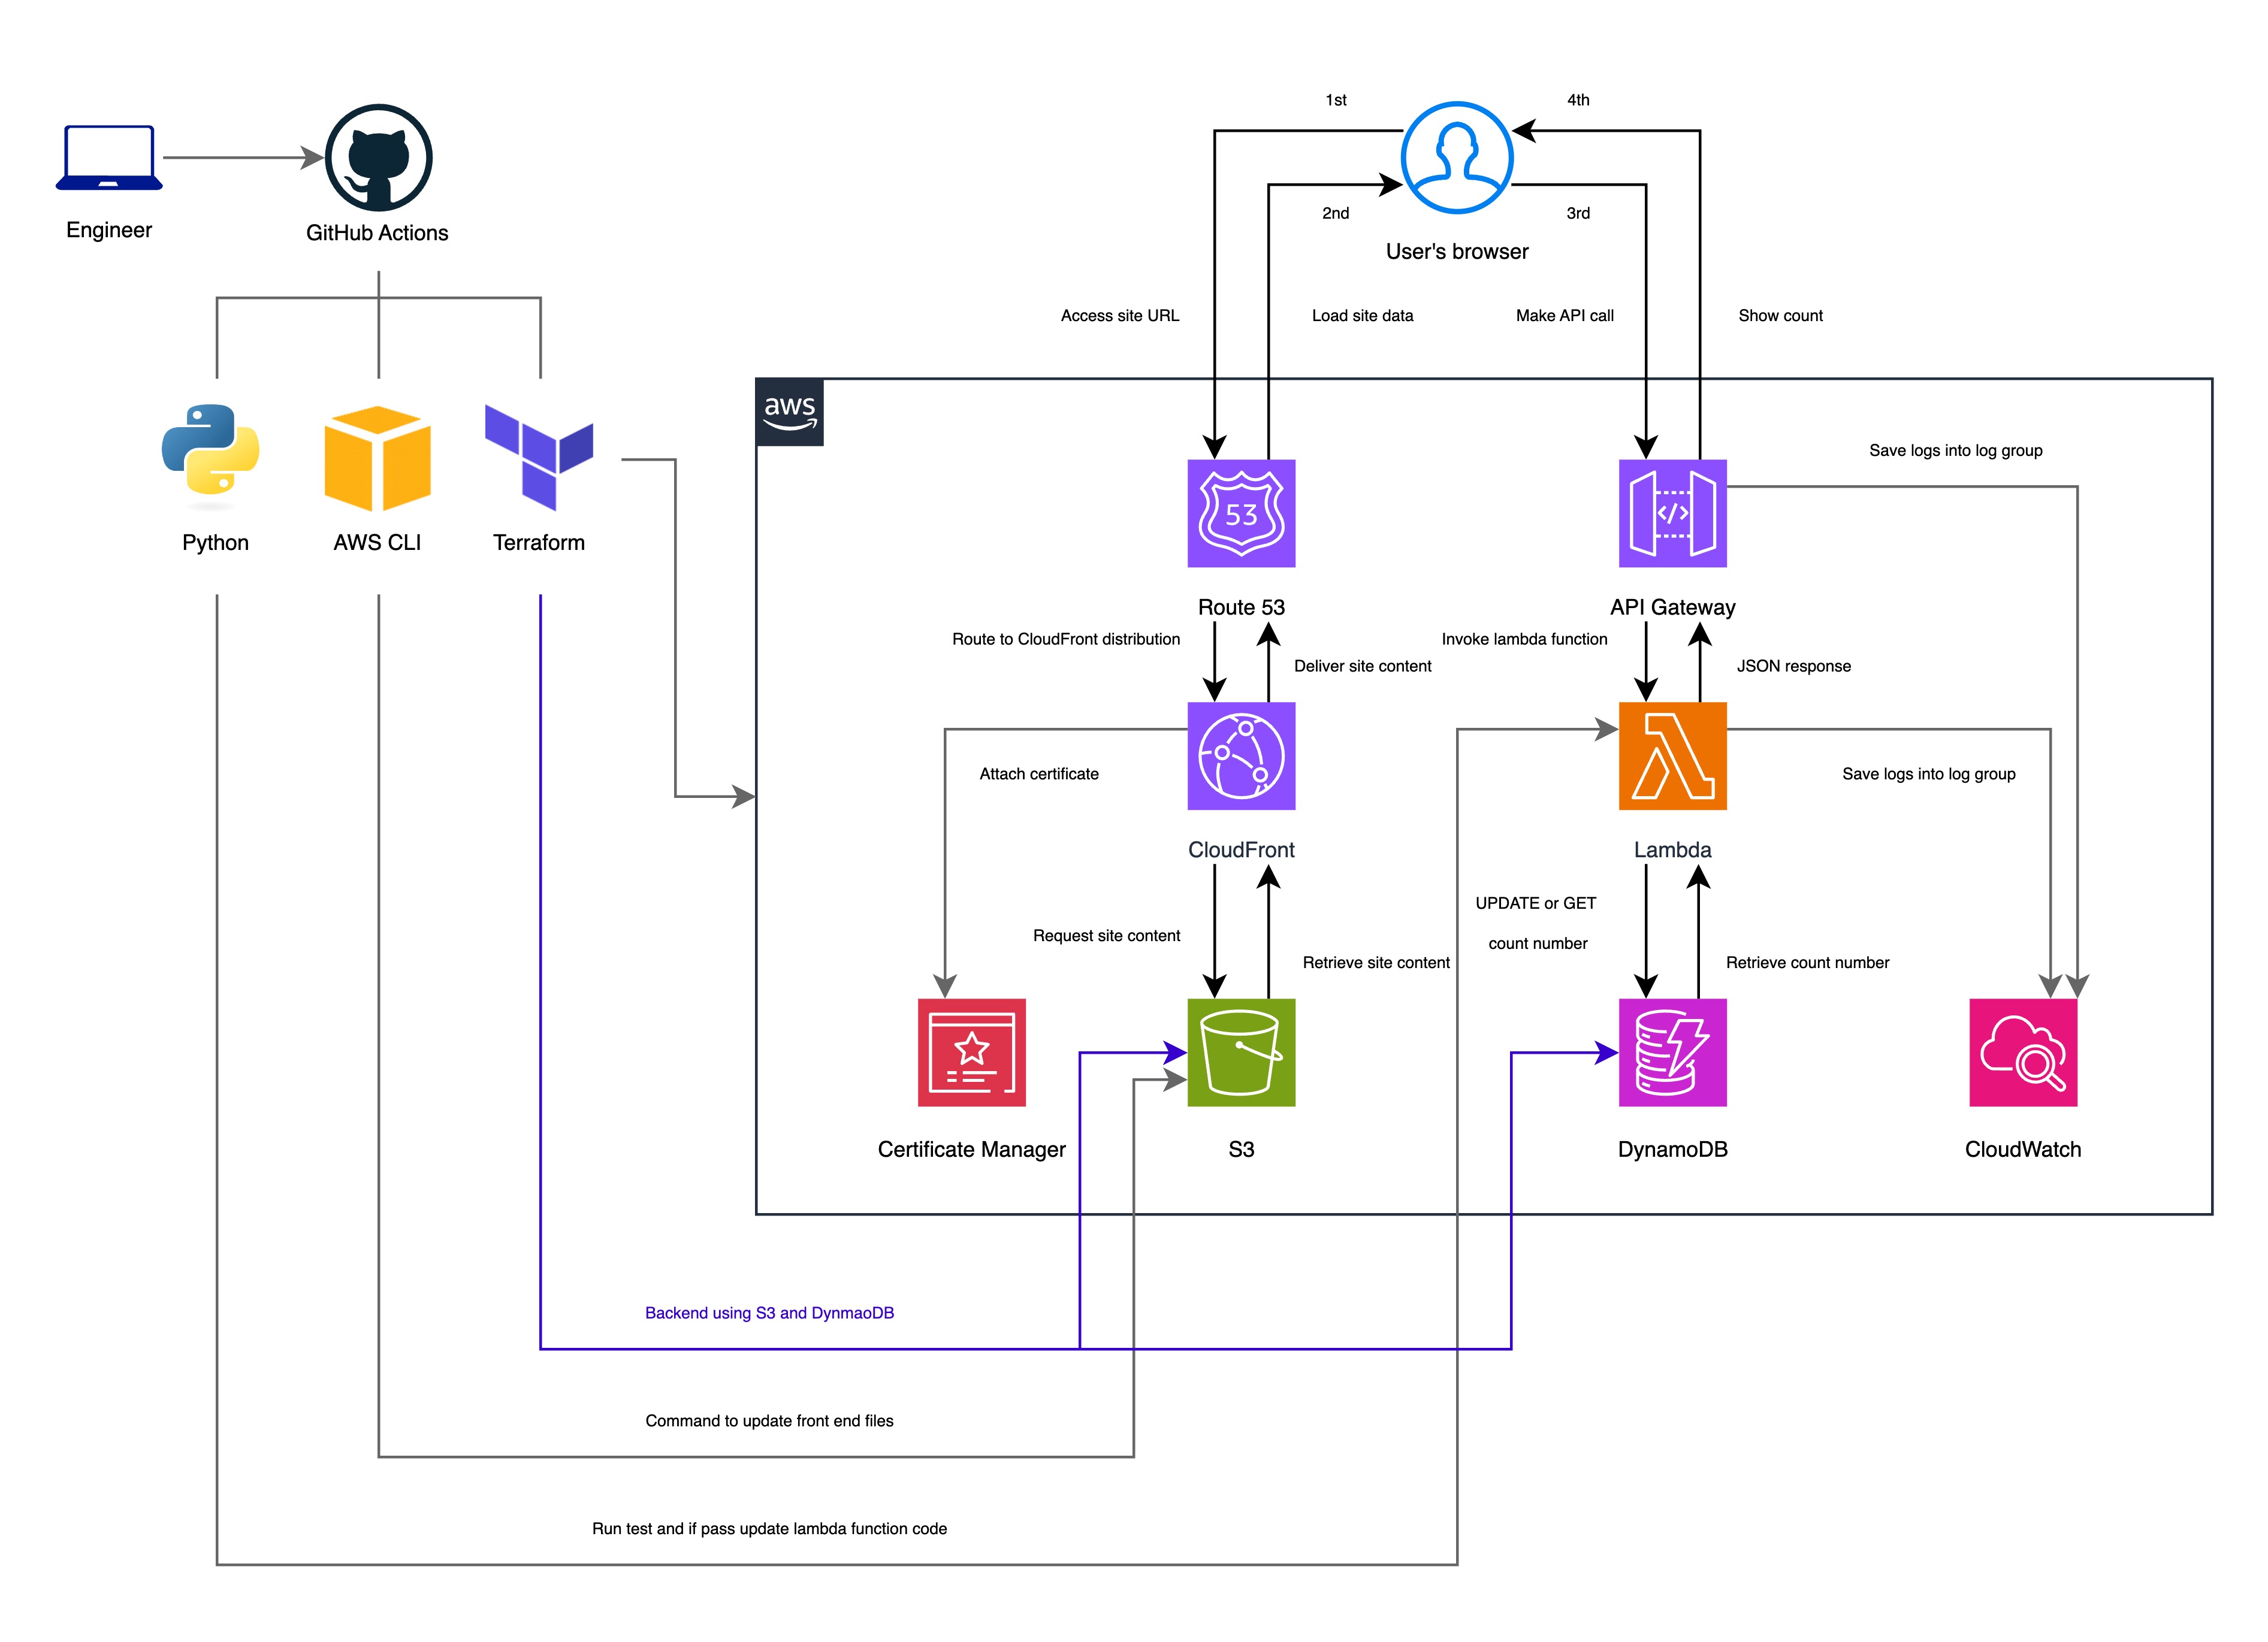 1st
4th
Engineer
GitHub Actions
2nd
3rd
User's browser
Access site URL
Load site data
Make API call
Show count
aws
Save logs into log group
53
</>
Python
AWS CLI
Terraform
Route 53
API Gateway
Route to CloudFront distribution
Deliver site content
Invoke lambda function
JSON response
Attach certificate
Save logs into log group
CloudFront
Lambda
UPDATE or GET
count number
Request site content
Retrieve site content
Retrieve count number
Certificate Manager
S3
DynamoDB
CloudWatch
Backend using S3 and DynmaoDB
Command to update front end files
Run test and if pass update lambda function code